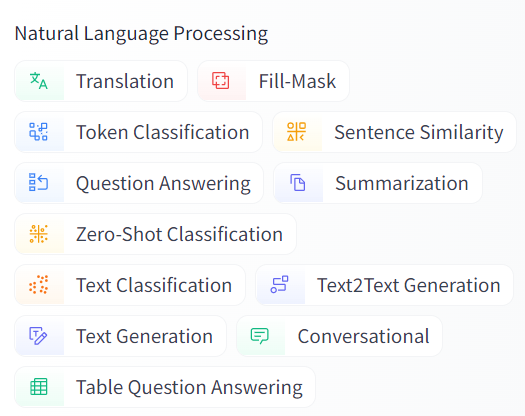 Natural Language Processing
Translation Fill-Mask
Token Classification Sentence Similarity
Question Answering Summarization
Zero-Shot Classification
Text Classification Text2Text Generation
Text Generation Conversational
Table Question Answering